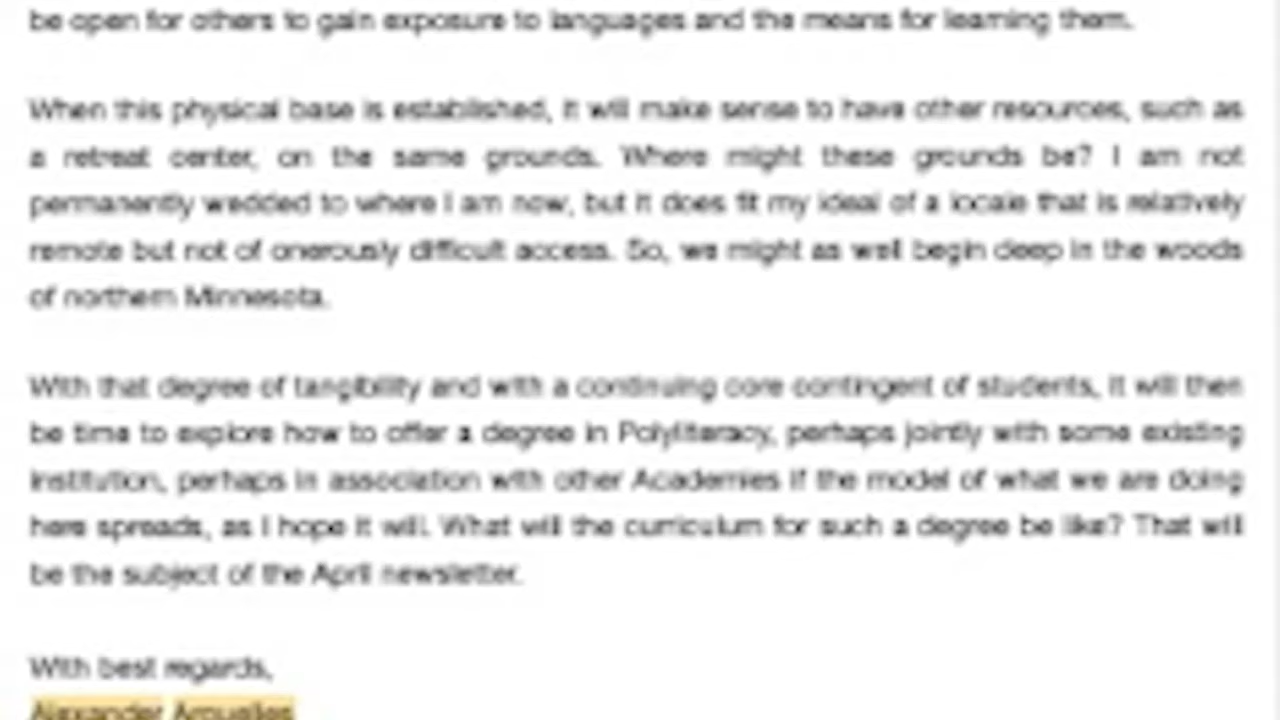 be open for others to gain exposure to languages and the means for learning them.
When this physical base is established, it will make sense to have other resources, such as
a retreat center, on the same grounds. Where might these grounds be? I am not
permanently wedded to where I am now, but it does fit my ideal of a locale that is relatively
remote but not of onerously difficult access. So, we might as well begin deep in the woods
of northern Minnesota.
With that degree of tangibility and with a continuing core contingent of students, it will then
be time to explore how to offer a degree in Polyliteracy, perhaps jointly with some existing
institution, perhaps in association with other Academies if the model of what we are doing
here spreads, as I hope it will. What will the curriculum for such a degree be like? That will
be the subject of the April newsletter.
With best regards,
Alexander Arguelles